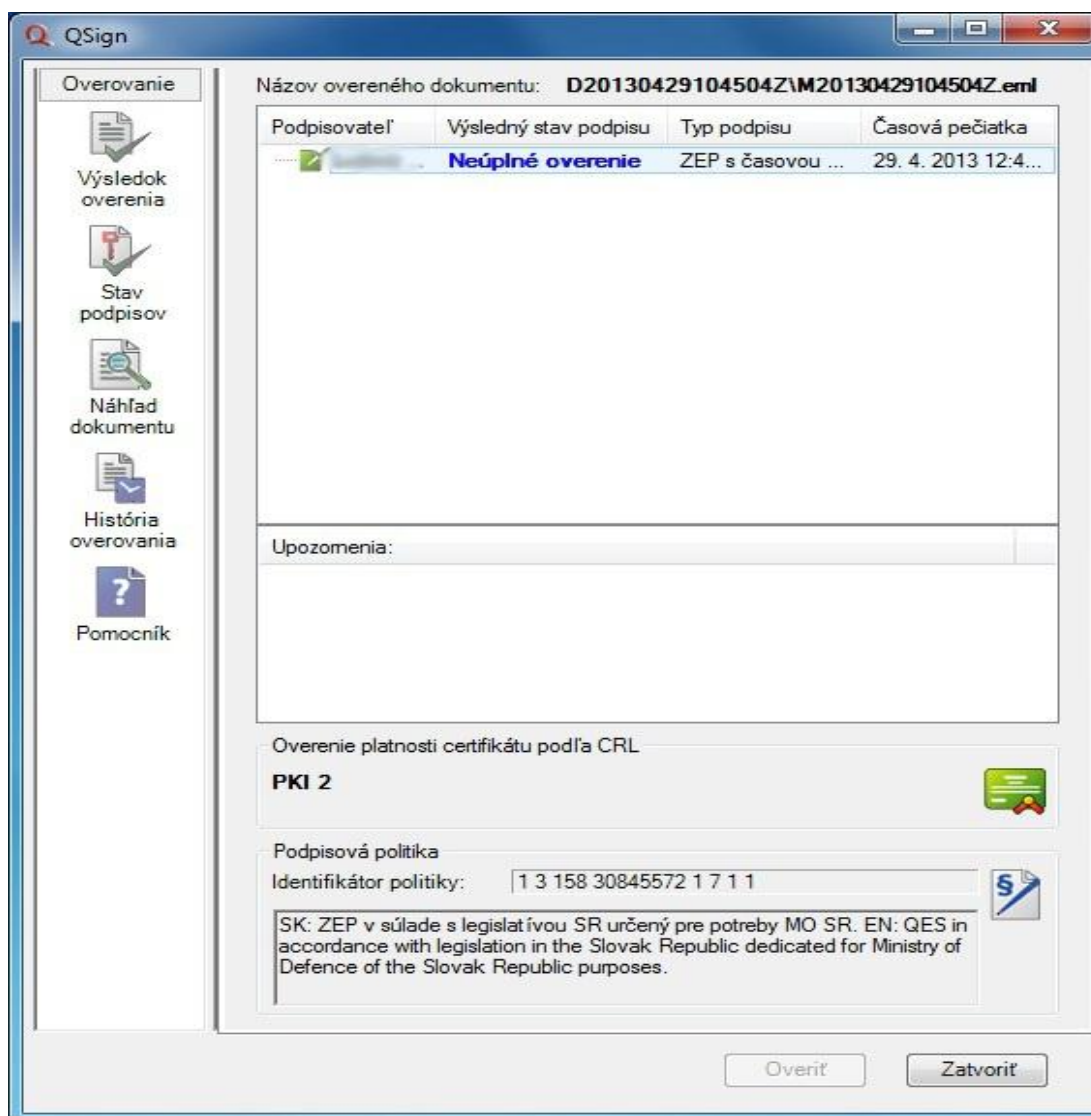 QSign
Overovanie
Výsledok
overenia
Stav
podpisov
Náhľad
dokumentu
História
overovania
Pomocník
Názov overeného dokumentu: D20130429104504Z\M20130429104504Z.eml
Podpisovateľ Výsledný stav podpisu Typ podpisu Časová pečiatka
Neúplné overenie ZEP s časovou ... 29. 4. 2013 12:4...
Upozornenia:
Overenie platnosti certifikátu podľa CRL
PKI 2
Podpisová politika
Identifikátor politiky: 1 3 158 30845572 1 7 1 1
SK: ZEP v súlade s legislatívou SR určený pre potreby MO SR. EN: QES in
accordance with legislation in the Slovak Republic dedicated for Ministry of
Defence of the Slovak Republic purposes.
Overiť Zatvoriť